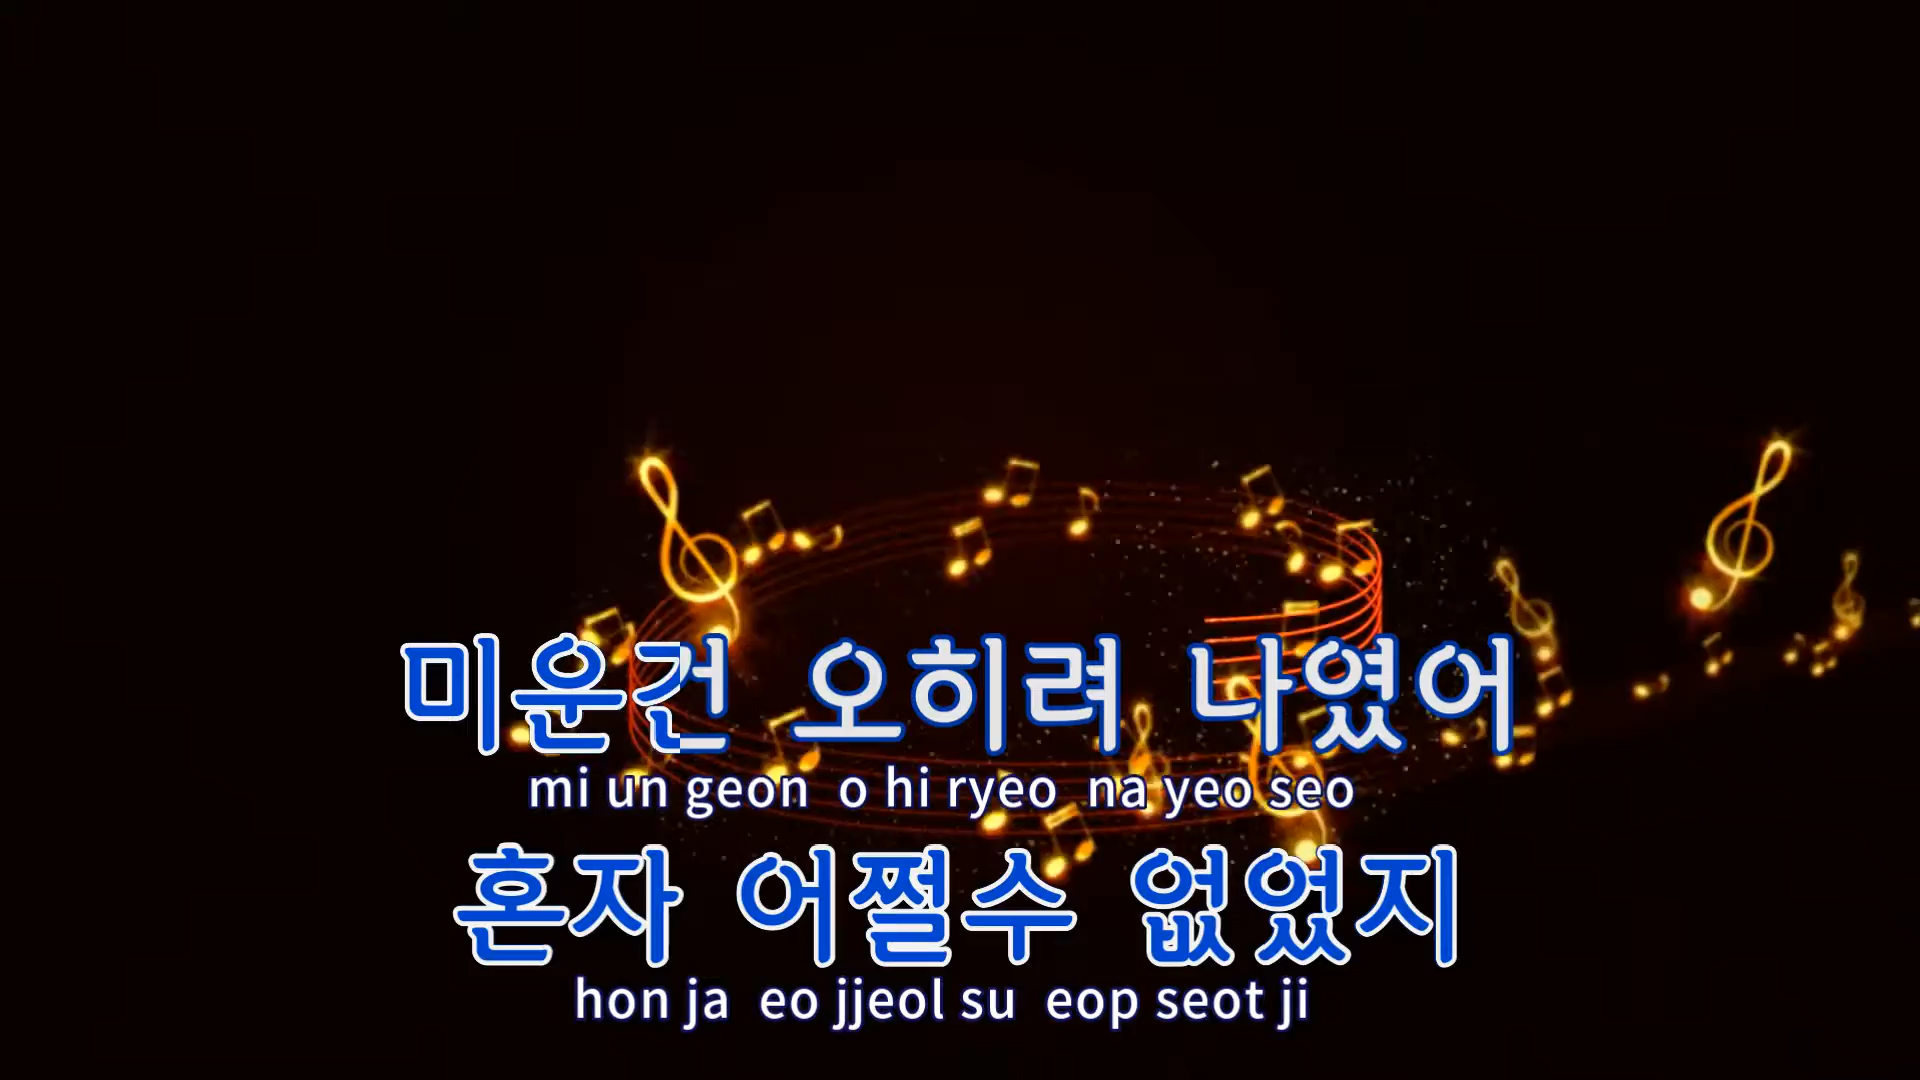 미운건 오히려 나였어
mi un geon o hi ryeo na yeo seo
혼자 어쩔수 없었지
hon ja eo jjeol su eop seot ji